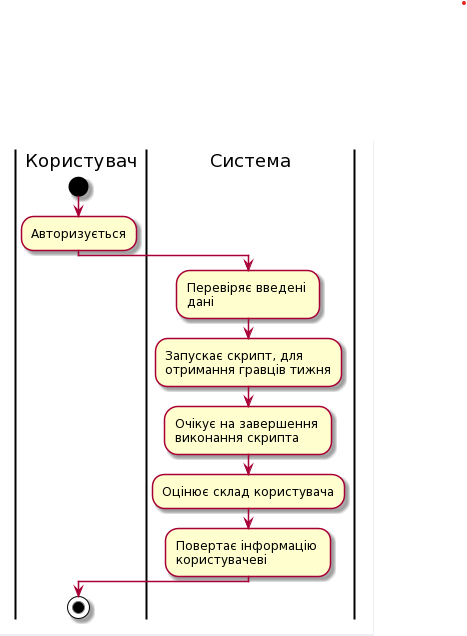 Користувач
Система
Авторизується
Перевіряє введені
дані
Запускає скрипт, для
отримання гравців тижня
Очікує на завершення
виконання скрипта
Оцінює склад користувача
Повертає інформацію
користувачеві